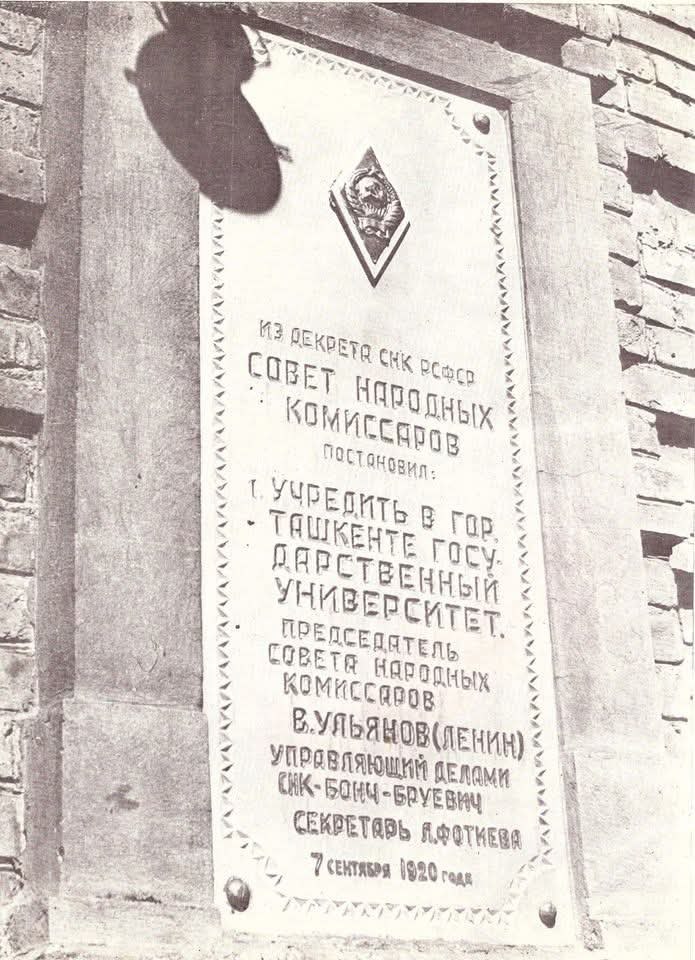 ИЗ ДЕКРЕТА СНК РСФСР
СОВЕТ НАРОДНЫХ
КОМИССАРОВ
ПОСТАНОВИЛ:
1. УЧРЕДИТЬ В ГОР.
ТАШКЕНТЕ ГОСУ-
ДАРСТВЕННЫЙ
УНИВЕРСИТЕТ.
ПРЕДСЕДАТЕЛЬ
СОВЕТА НАРОДНЫХ
КОМИССАРОВ
В.УЛЬЯНОВ(ЛЕНИН)
УПРАВЛЯЮЩИЙ ДЕЛАМИ
СНК-БОНЧ-БРУЕВИЧ
СЕКРЕТАРЬ Л.ФОТИЕВА
7 СЕНТЯБРЯ 1920 ГОДА